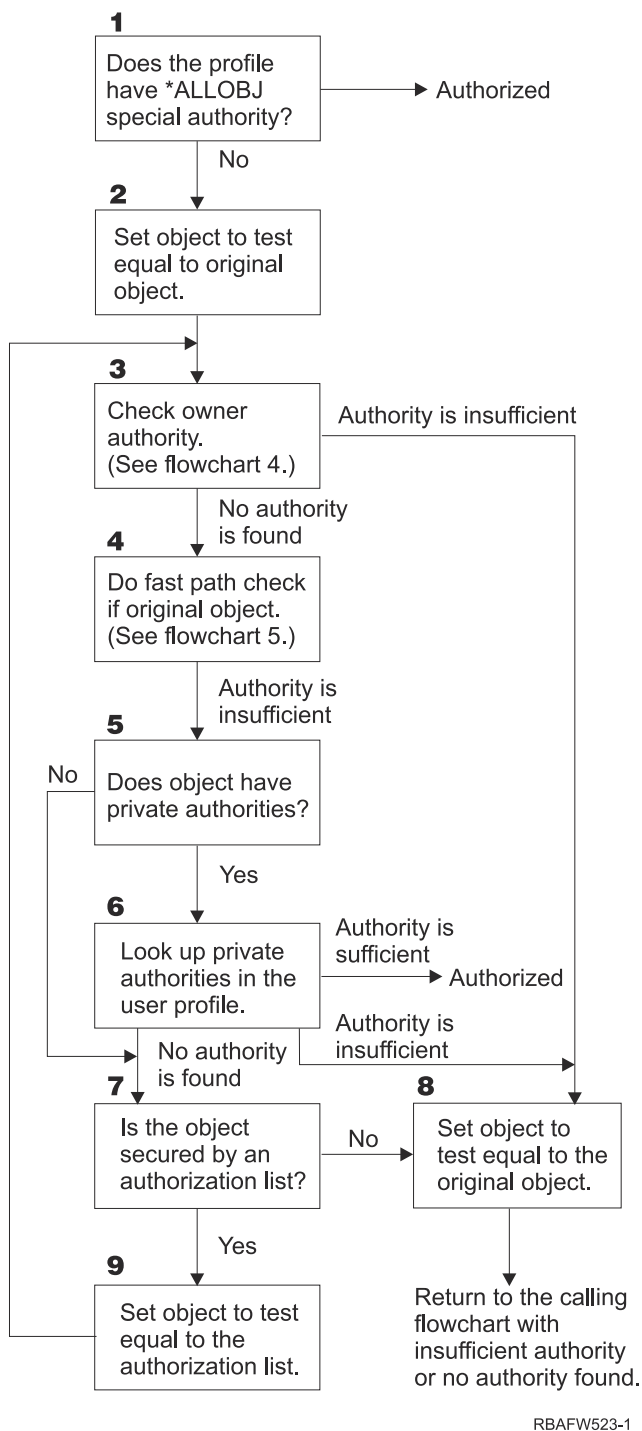 1
Does the profile
have *ALLOBJ
special authority?
Authorized
No
2
Set object to test
equal to original
object.
3
Check owner
authority.
(See flowchart 4.)
Authority is insufficient
No authority
is found
4
Do fast path check
if original object.
(See flowchart 5.)
Authority is
insufficient
5
No
Does object have
private authorities?
Yes
6
Look up private
authorities in the
user profile.
Authority is
sufficient
Authorized
Authority is
insufficient
No authority
is found
7
Is the object
secured by an
authorization list?
No
8
Set object to
test equal to the
original object.
Yes
9
Set object to test
equal to the
authorization list.
Return to the calling
flowchart with
insufficient authority
or no authority found.
RBAFW523-1